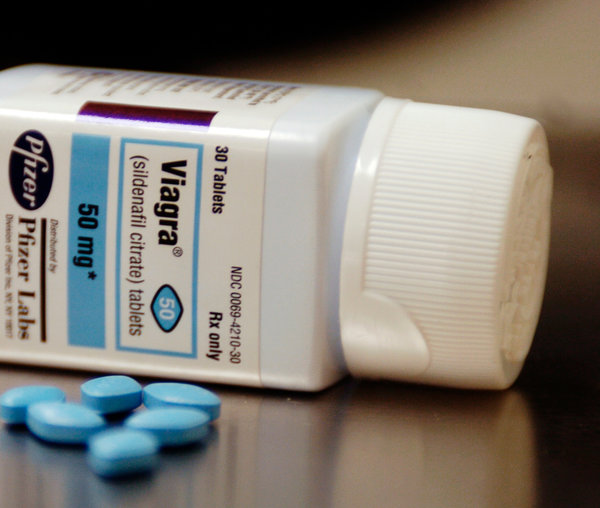 30 Tablets
NDC 0069-4210-30
Rx only
Viagra®
50
(sildenafil citrate) tablets
50 mg*
Pfizer
Distributed by
Pfizer Labs
Division of Pfizer Inc, NY, NY 10017